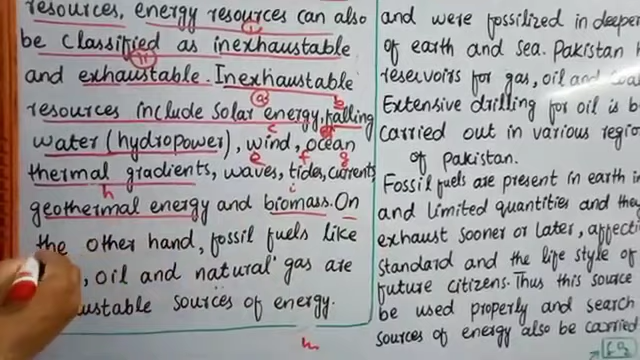 resources, energy resources can also
be classified as inexhaustable
and exhaustable. Inexhaustable
resources include solar energy, falling
water (hydropower), wind, ocean
thermal gradients, waves, tides, currents
geothermal energy and biomass. On
the other hand, fossil fuels like
, oil and natural gas are
ustable sources of energy.
and were fossilized in deeper
of earth and sea. Pakistan
reservoirs for gas, oil and
Extensive drilling for oil is b
carried out in various regio
of Pakistan.
Fossil fuels are present in earth in
and limited quantities and they
exhaust sooner or later, affecti
standard and the life style of
future citizens. Thus this source
be used properly and search
sources of energy also be carried